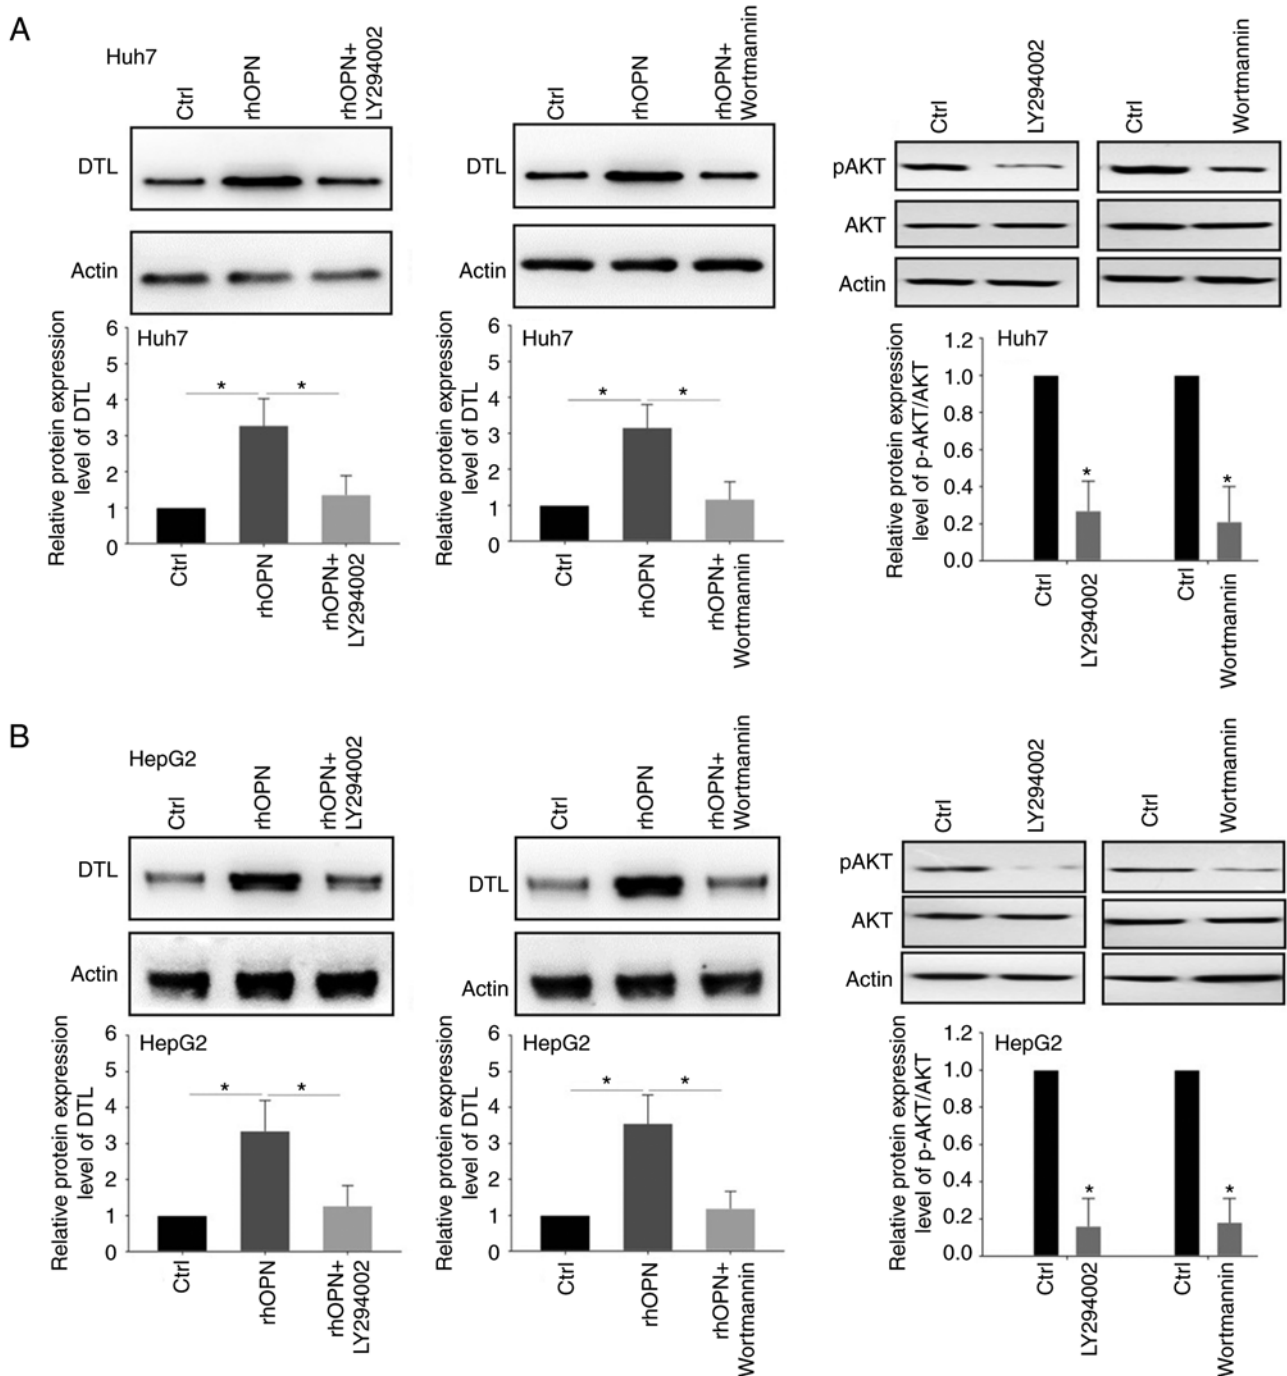 A
Huh7
Ctrl
rhOPN
rhOPN+
LY294002
DTL
Actin
Ctrl
rhOPN
rhOPN+
Wortmannin
DTL
Actin
Ctrl
LY294002
Ctrl
Wortmannin
pAKT
AKT
Actin
Relative protein expression
level of DTL
6
5
4
3
2
1
0
Huh7
*
*
Ctrl
rhOPN
rhOPN+
LY294002
Relative protein expression
level of DTL
6
5
4
3
2
1
0
Huh7
*
*
Ctrl
rhOPN
rhOPN+
Wortmannin
Relative protein expression
level of p-AKT/AKT
1.2
1.0
0.8
0.6
0.4
0.2
0.0
Huh7
*
*
Ctrl
LY294002
Ctrl
Wortmannin
B
HepG2
Ctrl
rhOPN
rhOPN+
LY294002
DTL
Actin
Ctrl
rhOPN
rhOPN+
Wortmannin
DTL
Actin
Ctrl
LY294002
Ctrl
Wortmannin
pAKT
AKT
Actin
Relative protein expression
level of DTL
6
5
4
3
2
1
0
HepG2
*
*
Ctrl
rhOPN
rhOPN+
LY294002
Relative protein expression
level of DTL
6
5
4
3
2
1
0
HepG2
*
*
Ctrl
rhOPN
rhOPN+
Wortmannin
Relative protein expression
level of p-AKT/AKT
1.2
1.0
0.8
0.6
0.4
0.2
0.0
HepG2
*
*
Ctrl
LY294002
Ctrl
Wortmannin